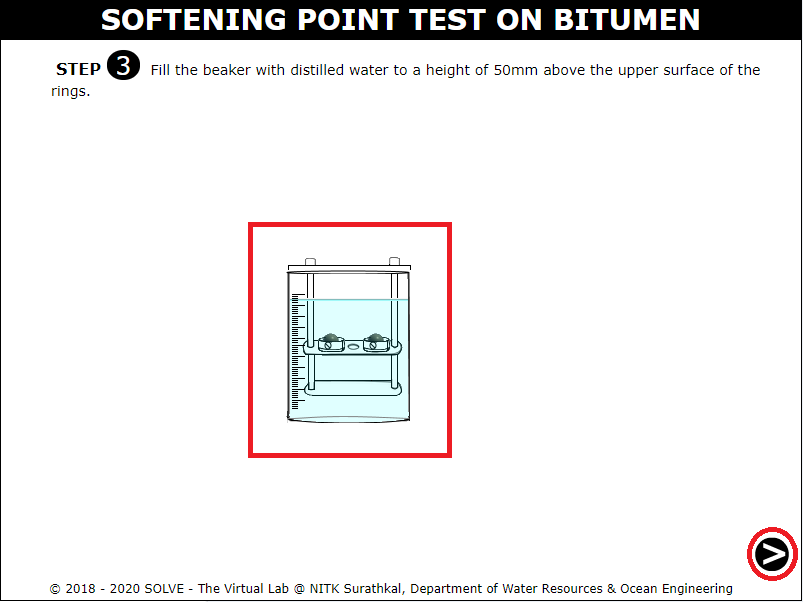 SOFTENING POINT TEST ON BITUMEN
STEP 3 Fill the beaker with distilled water to a height of 50mm above the upper surface of the
rings.
© 2018 - 2020 SOLVE - The Virtual Lab @ NITK Surathkal, Department of Water Resources & Ocean Engineering